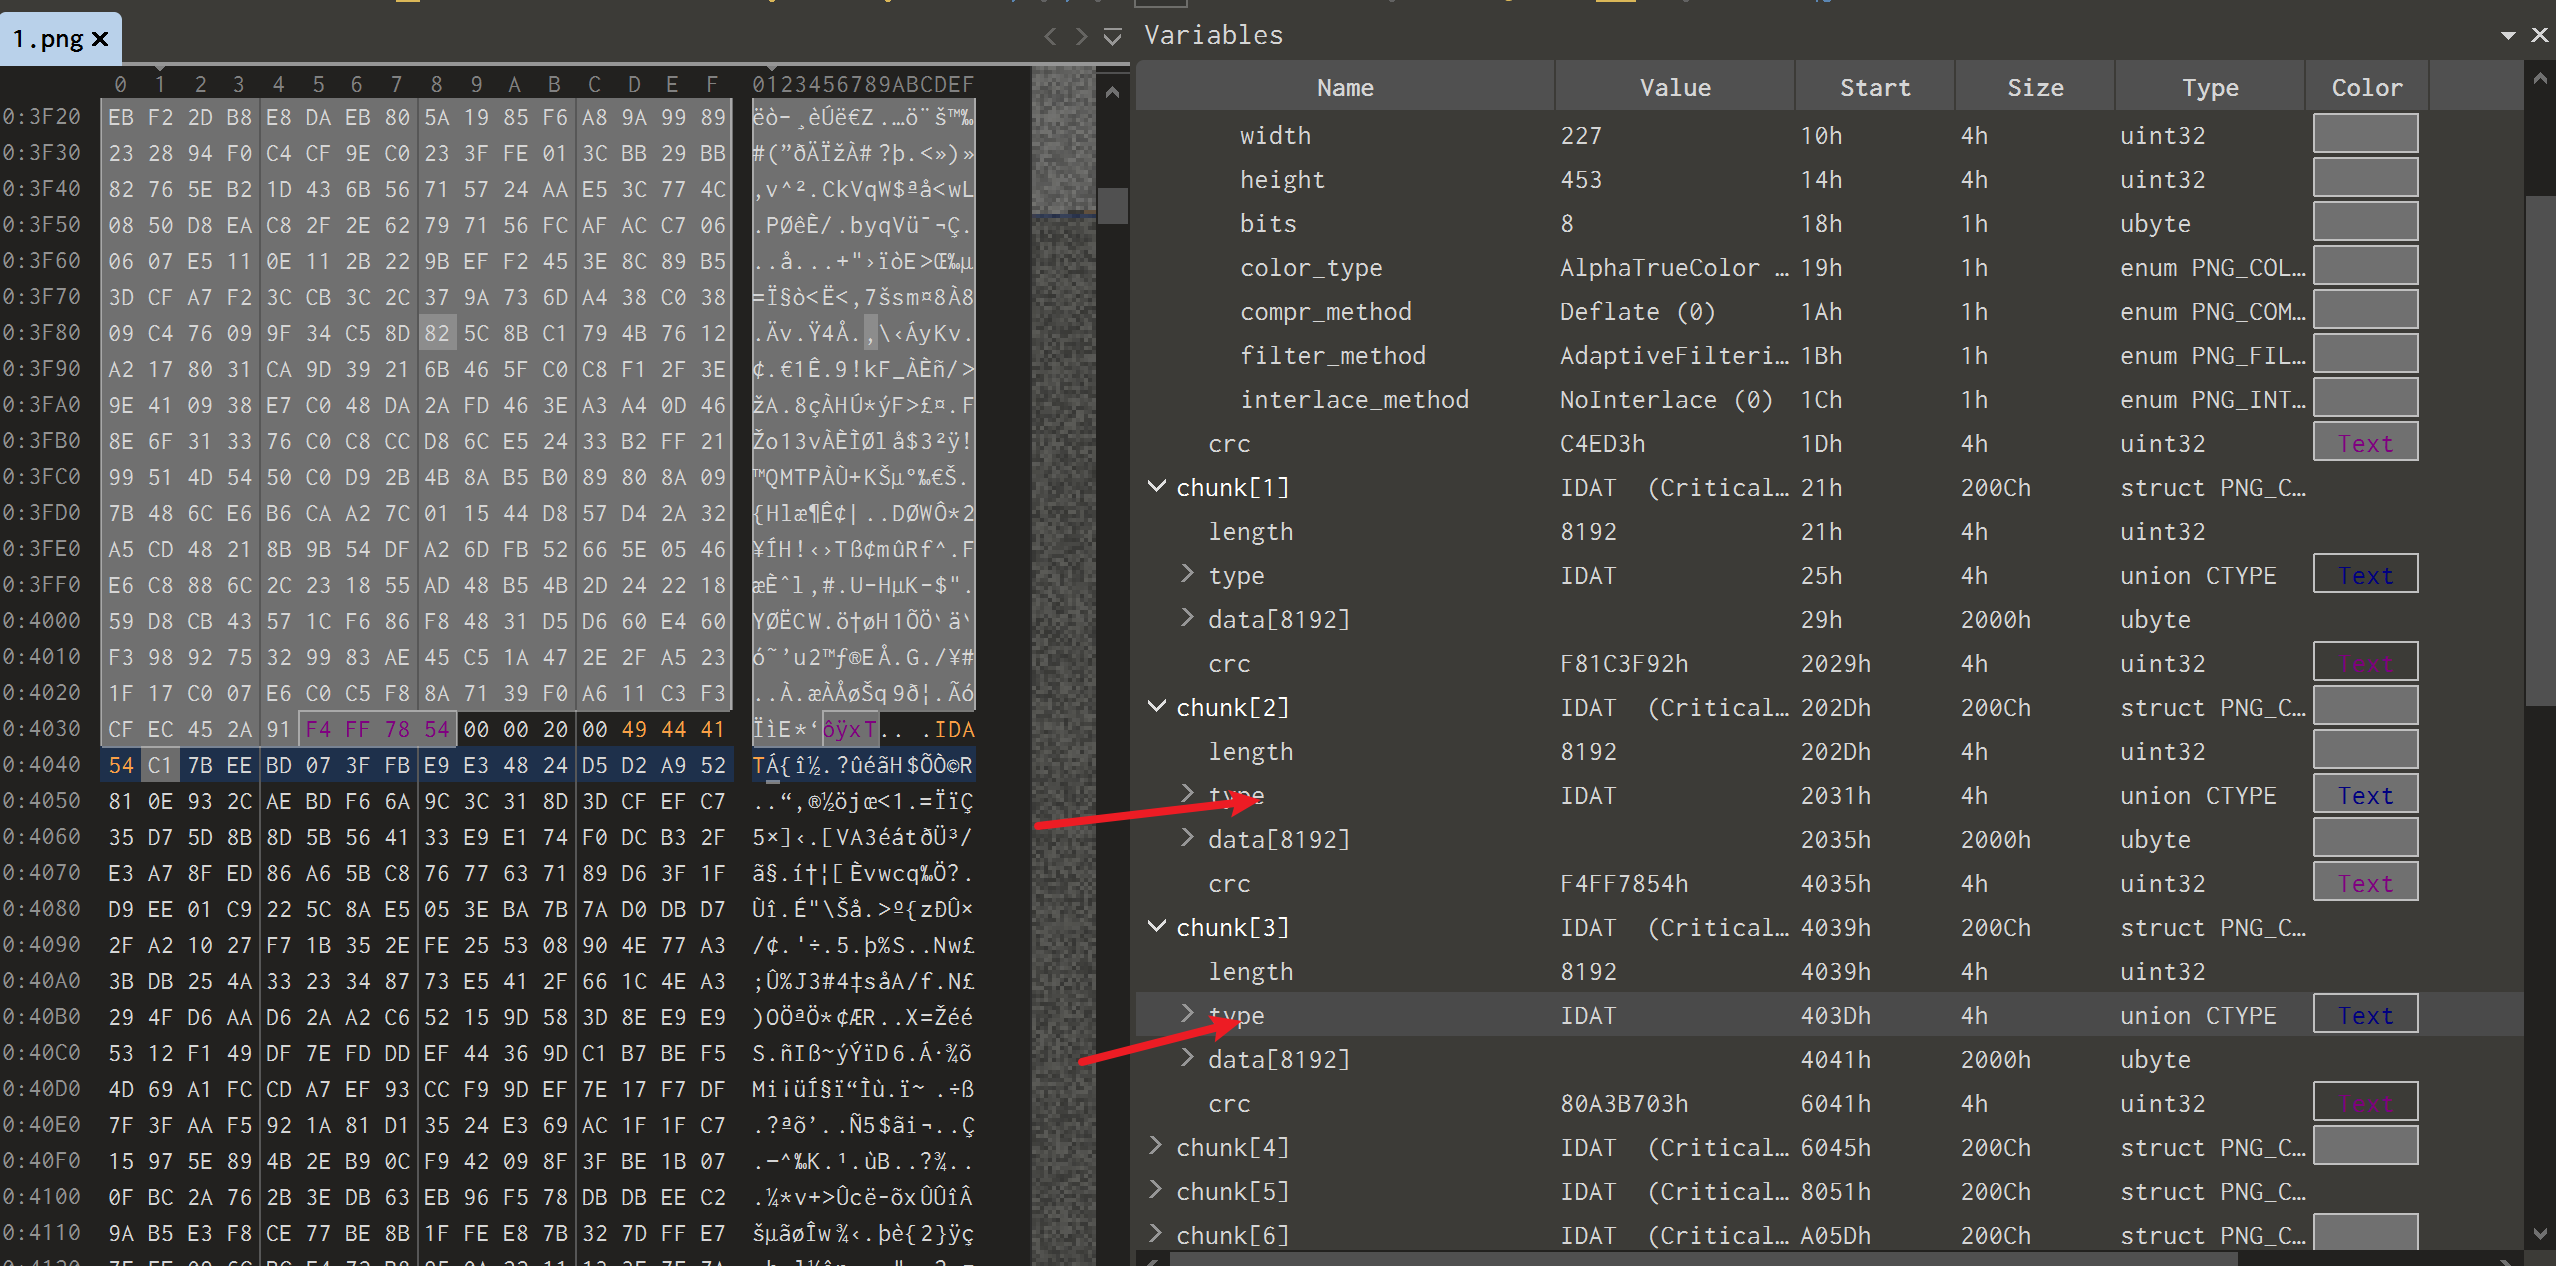 1.png ×
Variables
0 1 2 3 4 5 6 7 8 9 A B C D E F 0123456789ABCDEF
Name Value Start Size Type Color
0:3F20 EB F2 2D B8 E8 DA EB 80 5A 19 85 F6 A8 9A 99 89 ëò-¸èÚë€Z.…ö¨š™‰
0:3F30 23 28 94 F0 C4 CF 9E C0 23 3F FE 01 3C BB 29 BB #(”ðÄÏžÀ#?þ.<»)»
0:3F40 82 76 5E B2 1D 43 6B 56 71 57 24 AA E5 3C 77 4C ‚v^².CkVqW$ªå<wL
0:3F50 08 50 D8 EA C8 2F 2E 62 79 71 56 FC AF AC C7 06 .PØêÈ/.byqVü¯¬Ç.
0:3F60 06 07 E5 11 0E 11 2B 22 9B EF F2 45 3E 8C 89 B5 ..å...+"›ïòE>Œ‰µ
0:3F70 3D CF A7 F2 3C CB 3C 2C 37 9A 73 6D A4 38 C0 38 =Ï§ò<Ë<,7šsm¤8À8
0:3F80 09 C4 76 09 9F 34 C5 8D 82 5C 8B C1 79 4B 76 12 .Äv.Ÿ4Å.‚\‹ÁyKv.
0:3F90 A2 17 80 31 CA 9D 39 21 6B 46 5F C0 C8 F1 2F 3E ¢.€1Ê.9!kF_ÀÈñ/>
0:3FA0 9E 41 09 38 E7 C0 48 DA 2A FD 46 3E A3 A4 0D 46 žA.8çÀHÚ*ýF>£¤.F
0:3FB0 8E 6F 31 33 76 C0 C8 CC D8 6C E5 24 33 B2 FF 21 Žo13vÀÈÌØlå$3²ÿ!
0:3FC0 99 51 4D 54 50 C0 D9 2B 4B 8A B5 B0 89 80 8A 09 ™QMTPÀÙ+KŠµ°‰€Š.
0:3FD0 7B 48 6C E6 B6 CA A2 7C 01 15 44 D8 57 D4 2A 32 {Hlæ¶Ê¢|..DØWÔ*2
0:3FE0 A5 CD 48 21 8B 9B 54 DF A2 6D FB 52 66 5E 05 46 ¥ÍH!‹›Tß¢mûRf^.F
0:3FF0 E6 C8 88 6C 2C 23 18 55 AD 48 B5 4B 2D 24 22 18 æÈˆl,#.U-HµK-$".
0:4000 59 D8 CB 43 57 1C F6 86 F8 48 31 D5 D6 60 E4 60 YØËCW.ö†øH1ÕÖ`ä`
0:4010 F3 98 92 75 32 99 83 AE 45 C5 1A 47 2E 2F A5 23 ó˜’u2™ƒ®EÅ.G./¥#
0:4020 1F 17 C0 07 E6 C0 C5 F8 8A 71 39 F0 A6 11 C3 F3 ..À.æÀÅøŠq9ð¦.Ãó
0:4030 CF EC 45 2A 91 F4 FF 78 54 00 00 20 00 49 44 41 ÏìE*‘ôÿxT.. .IDA
0:4040 54 C1 7B EE BD 07 3F FB E9 E3 48 24 D5 D2 A9 52 TÁ{î½.?ûéãH$ÕÒ©R
0:4050 81 0E 93 2C AE BD F6 6A 9C 3C 31 8D 3D CF EF C7 ..“,®½öjœ<1.=ÏïÇ
0:4060 35 D7 5D 8B 8D 5B 56 41 33 E9 E1 74 F0 DC B3 2F 5×]‹.[VA3éátðÜ³/
0:4070 E3 A7 8F ED 86 A6 5B C8 76 77 63 71 89 D6 3F 1F ã§.í†¦[Èvwcq‰Ö?.
0:4080 D9 EE 01 C9 22 5C 8A E5 05 3E BA 7B 7A D0 DB D7 Ùî.É"\Šå.>º{zÐÛ×
0:4090 2F A2 10 27 F7 1B 35 2E FE 25 53 08 90 4E 77 A3 /¢.'÷.5.þ%S..Nw£
0:40A0 3B DB 25 4A 33 23 34 87 73 E5 41 2F 66 1C 4E A3 ;Û%J3#4‡såA/f.N£
0:40B0 29 4F D6 AA D6 2A A2 C6 52 15 9D 58 3D 8E E9 E9 )OÖªÖ*¢ÆR..X=Žéé
0:40C0 53 12 F1 49 DF 7E FD DD EF 44 36 9D C1 B7 BE F5 S.ñIß~ýÝïD6.Á·¾õ
0:40D0 4D 69 A1 FC CD A7 EF 93 CC F9 9D EF 7E 17 F7 DF Mi¡üÍ§ï“Ìù.ï~.÷ß
0:40E0 7F 3F AA F5 92 1A 81 D1 35 24 E3 69 AC 1F 1F C7 .?ªõ’..Ñ5$ãi¬..Ç
0:40F0 15 97 5E 89 4B 2E B9 0C F9 42 09 8F 3F BE 1B 07 .—^‰K.¹.ùB..?¾..
0:4100 0F BC 2A 76 2B 3E DB 63 EB 96 F5 78 DB DB EE C2 .¼*v+>Ûcë–õxÛÛîÂ
0:4110 9A B5 E3 F8 CE 77 BE 8B 1F FE E8 7B 32 7D FF E7 šµãøÎw¾‹.þè{2}ÿç
width 227 10h 4h uint32
height 453 14h 4h uint32
bits 8 18h 1h ubyte
color_type AlphaTrueColor ... 19h 1h enum PNG_COL...
compr_method Deflate (0) 1Ah 1h enum PNG_COM...
filter_method AdaptiveFilteri... 1Bh 1h enum PNG_FIL...
interlace_method NoInterlace (0) 1Ch 1h enum PNG_INT...
crc C4ED3h 1Dh 4h uint32 Text
chunk[1] IDAT (Critical... 21h 200Ch struct PNG_C...
length 8192 21h 4h uint32
type IDAT 25h 4h union CTYPE Text
data[8192] 29h 2000h ubyte
crc F81C3F92h 2029h 4h uint32 Text
chunk[2] IDAT (Critical... 202Dh 200Ch struct PNG_C...
length 8192 202Dh 4h uint32
type IDAT 2031h 4h union CTYPE Text
data[8192] 2035h 2000h ubyte
crc F4FF7854h 4035h 4h uint32 Text
chunk[3] IDAT (Critical... 4039h 200Ch struct PNG_C...
length 8192 4039h 4h uint32
type IDAT 403Dh 4h union CTYPE Text
data[8192] 4041h 2000h ubyte
crc 80A3B703h 6041h 4h uint32 Text
chunk[4] IDAT (Critical... 6045h 200Ch struct PNG_C...
chunk[5] IDAT (Critical... 8051h 200Ch struct PNG_C...
chunk[6] IDAT (Critical... A05Dh 200Ch struct PNG_C...